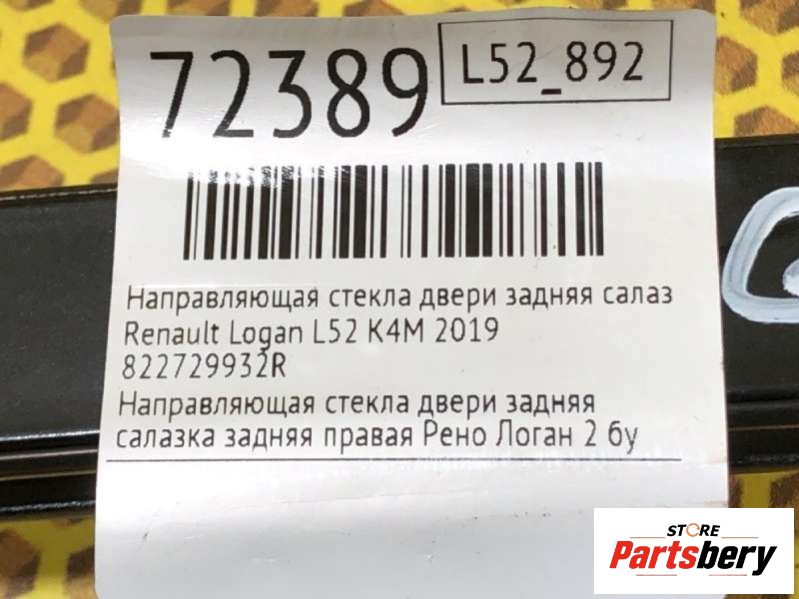 72389
L52_892
Направляющая стекла двери задняя салаз
Renault Logan L52 K4M 2019
822729932R
Направляющая стекла двери задняя
салазка задняя правая Рено Логан 2 бу
STORE
Partsbery